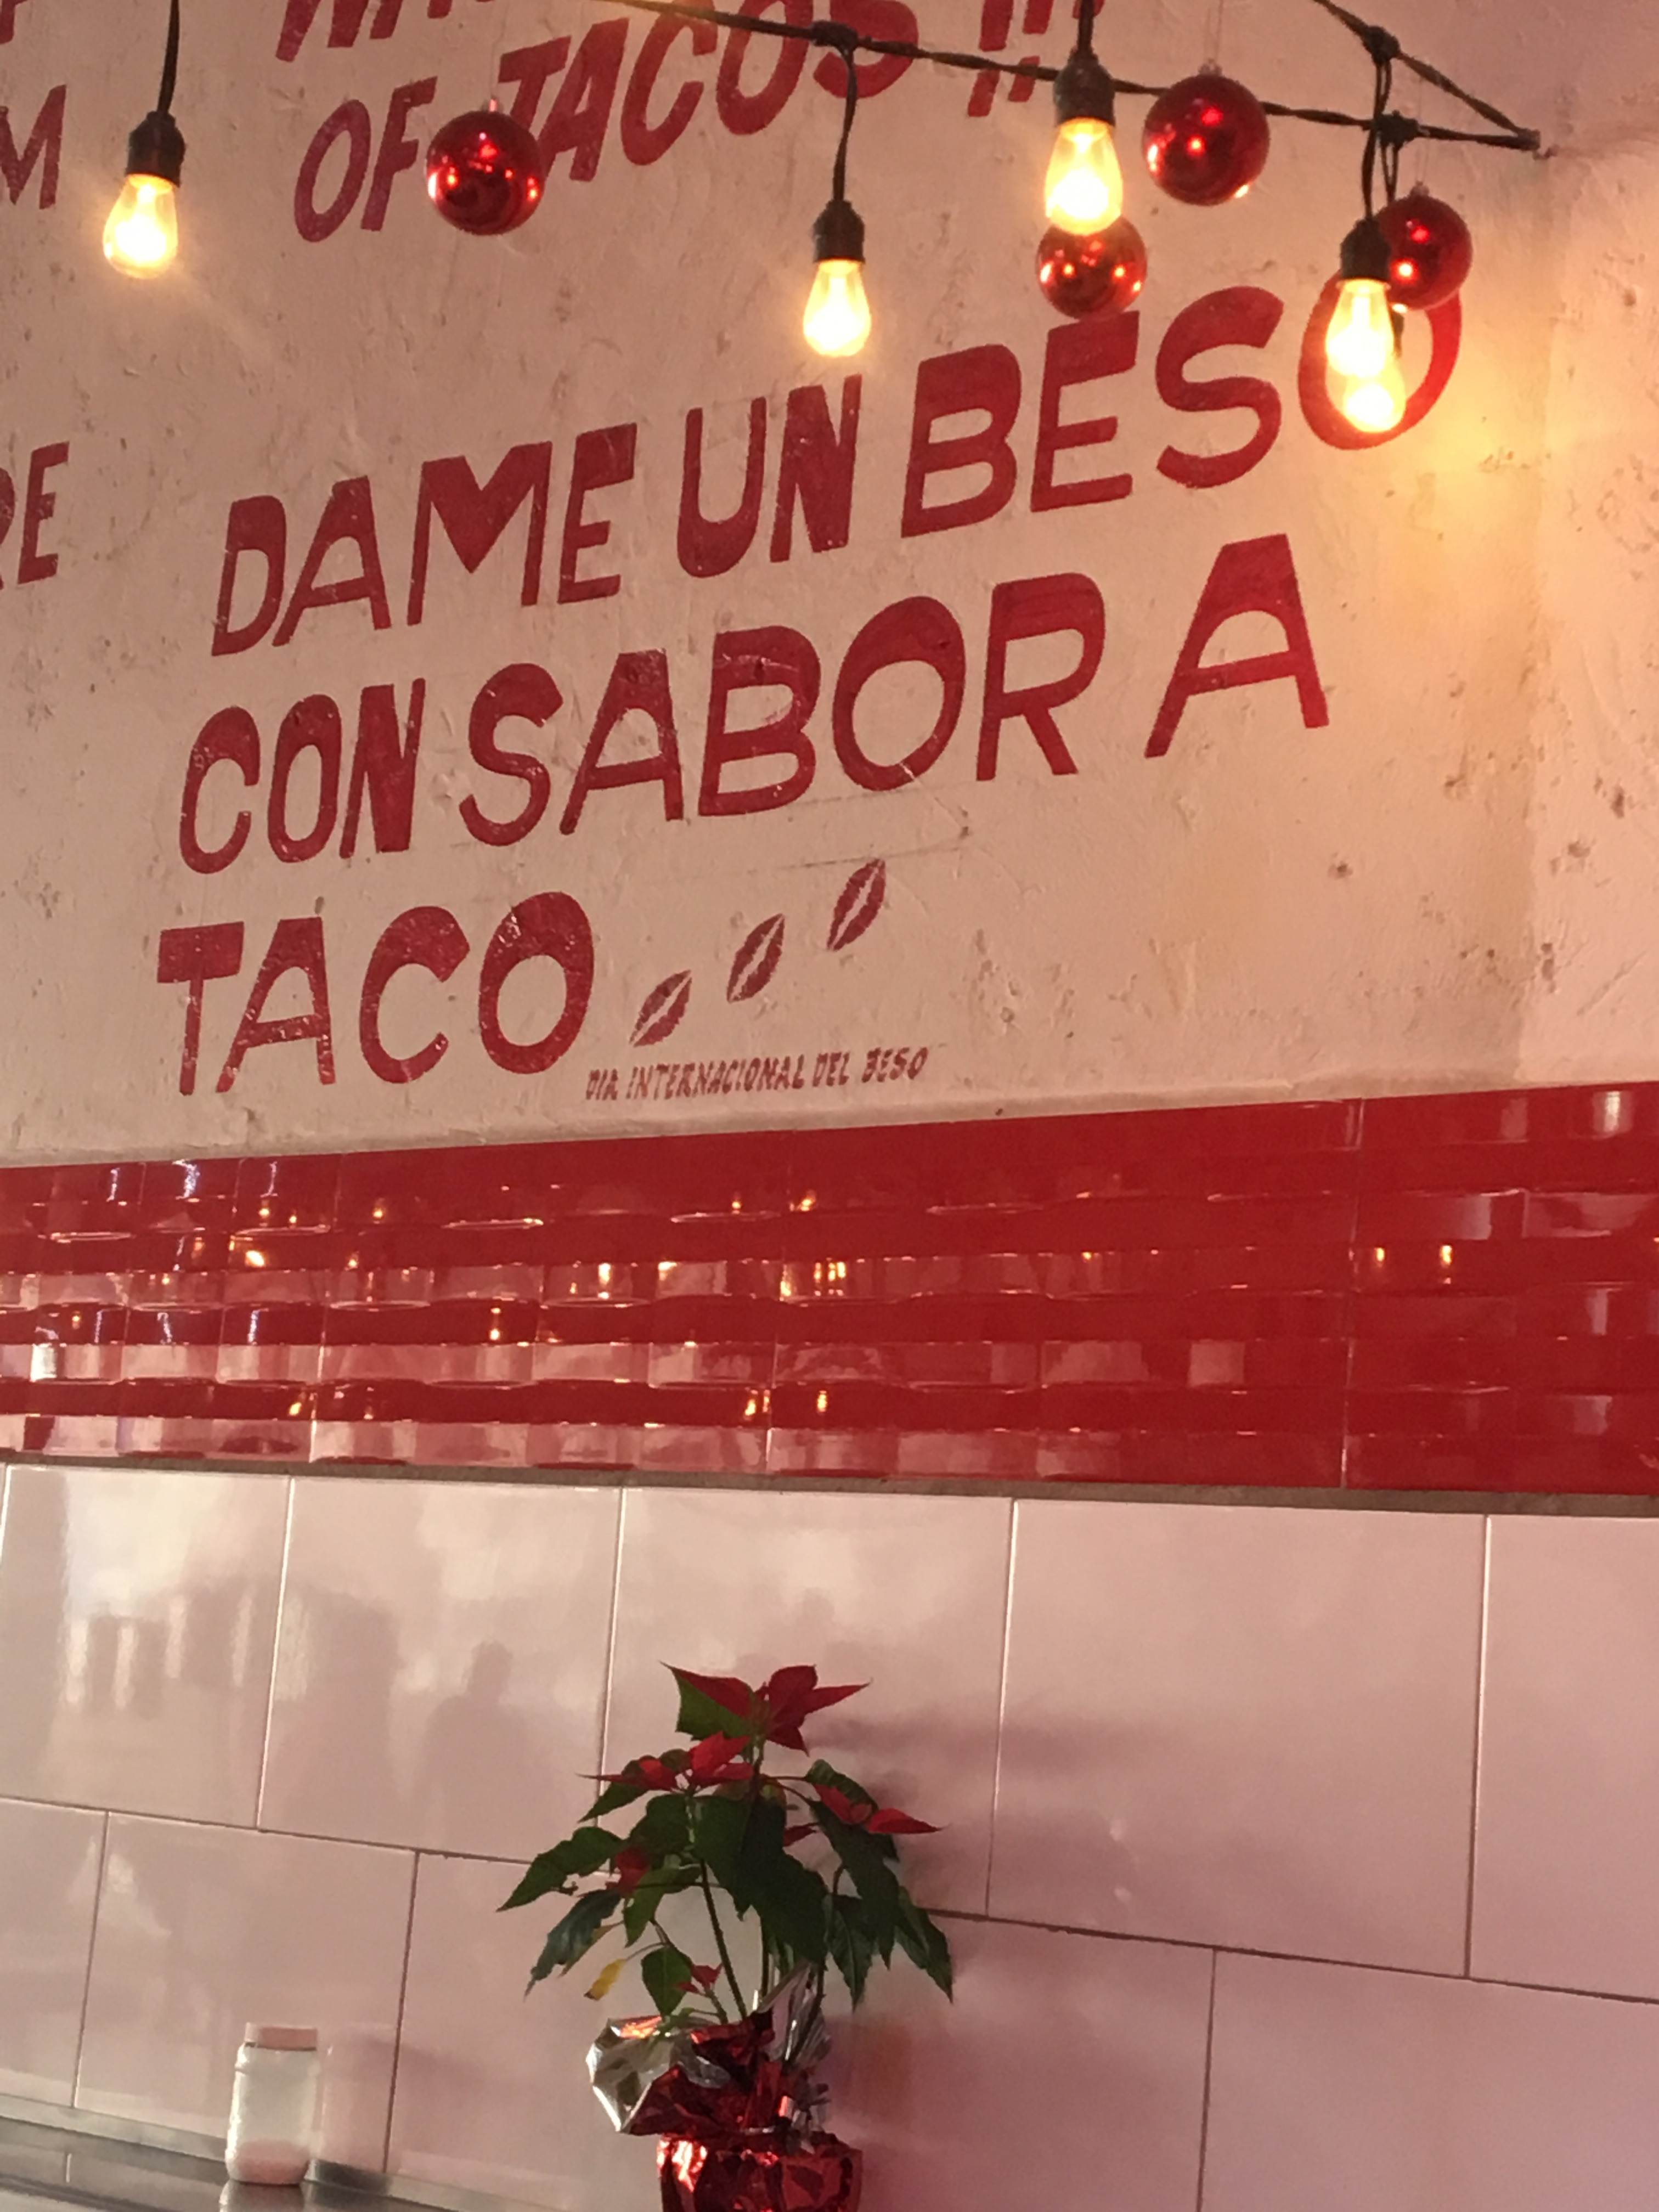 OF TACOS !!
DAME UN BESO
CON SABOR A
TACO
DIA INTERNACIONAL DEL BESO